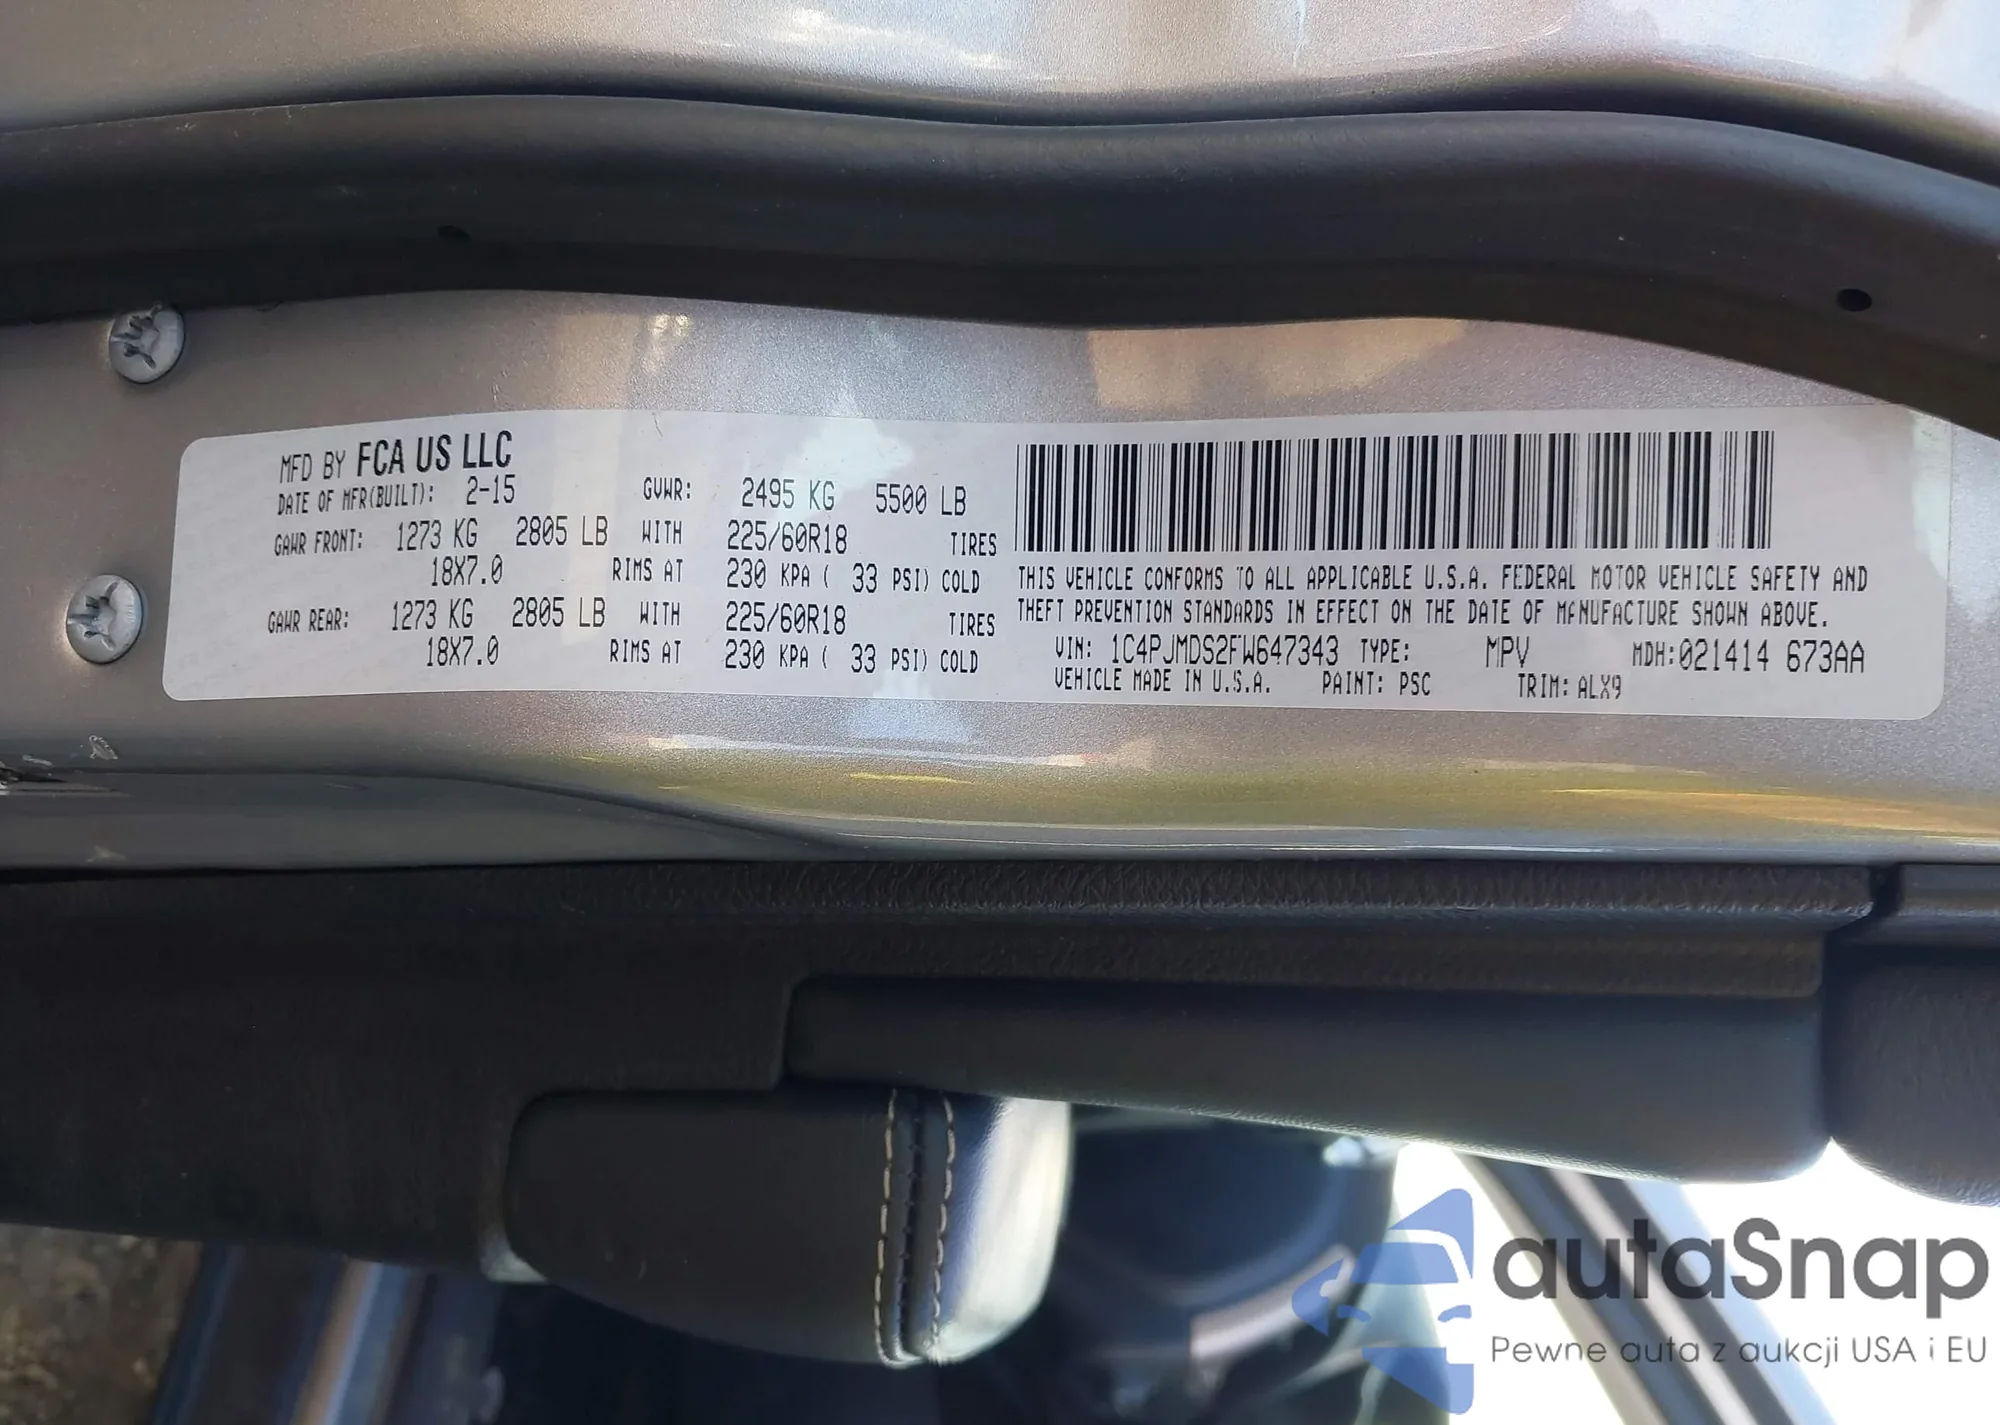 MFD BY FCA US LLC
DATE OF MFR(BUILT): 2-15 GVWR: 2495 KG 5500 LB
GAWR FRONT: 1273 KG 2805 LB WITH 225/60R18 TIRES
18X7.0 RIMS AT 230 KPA ( 33 PSI) COLD
GAWR REAR: 1273 KG 2805 LB WITH 225/60R18 TIRES
18X7.0 RIMS AT 230 KPA ( 33 PSI) COLD
THIS VEHICLE CONFORMS TO ALL APPLICABLE U.S.A. FEDERAL MOTOR VEHICLE SAFETY AND
THEFT PREVENTION STANDARDS IN EFFECT ON THE DATE OF MANUFACTURE SHOWN ABOVE.
VIN: 1C4PJMDS2FW647343 TYPE: MPV MDH:021414 673AA
VEHICLE MADE IN U.S.A. PAINT: PSC TRIM: ALX9
autaSnap
Pewne auta z aukcji USA i EU